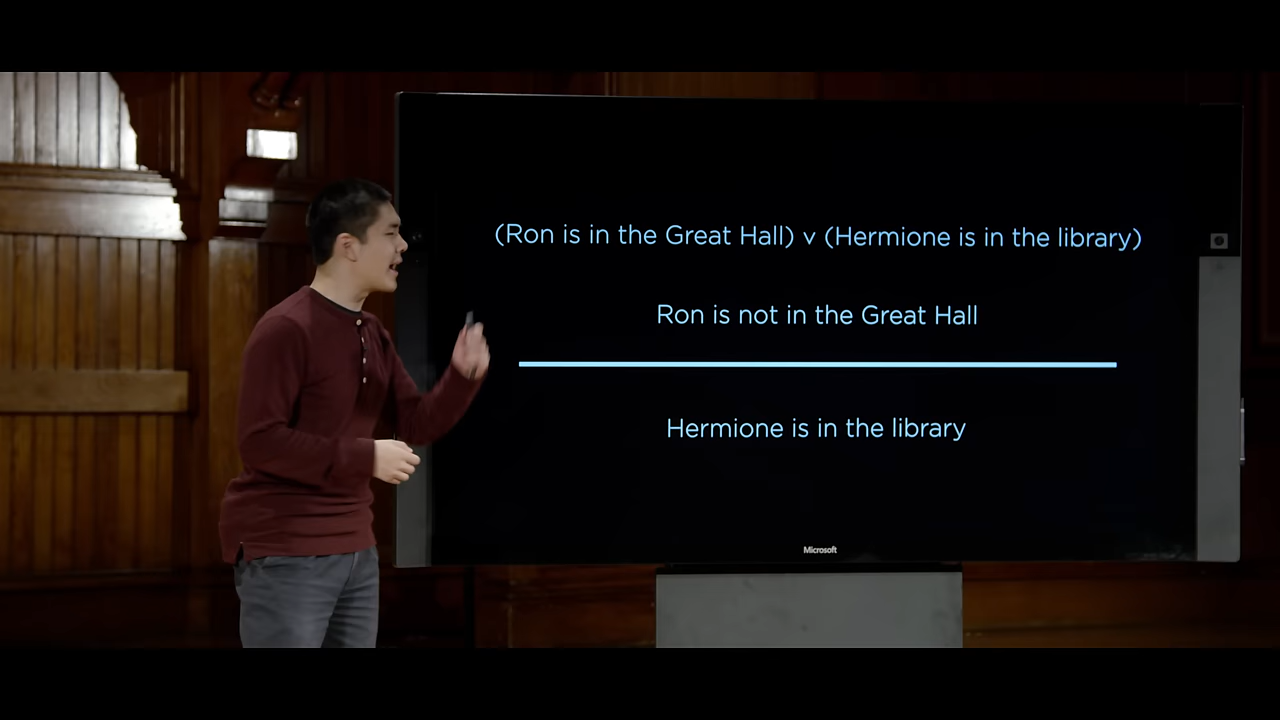 (Ron is in the Great Hall) v (Hermione is in the library)
Ron is not in the Great Hall
Hermione is in the library
Microsoft